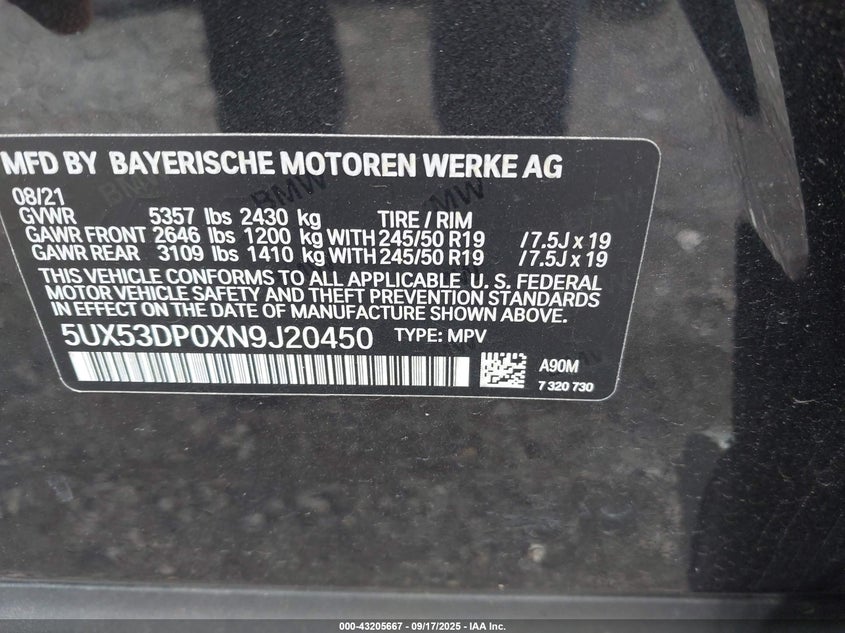 MFD BY BAYERISCHE MOTOREN WERKE AG
08/21
GVWR 5357 lbs 2430 kg TIRE / RIM
GAWR FRONT 2646 lbs 1200 kg WITH 245/50 R19 /7.5J x 19
GAWR REAR 3109 lbs 1410 kg WITH 245/50 R19 /7.5J x 19
THIS VEHICLE CONFORMS TO ALL APPLICABLE U. S. FEDERAL
MOTOR VEHICLE SAFETY AND THEFT PREVENTION STANDARDS
IN EFFECT ON THE DATE OF MANUFACTURE SHOWN ABOVE.
5UX53DP0XN9J20450 TYPE: MPV
A90M
7 320 730
BMW
BMW
000-43205667 - 09/17/2025 - IAA Inc.